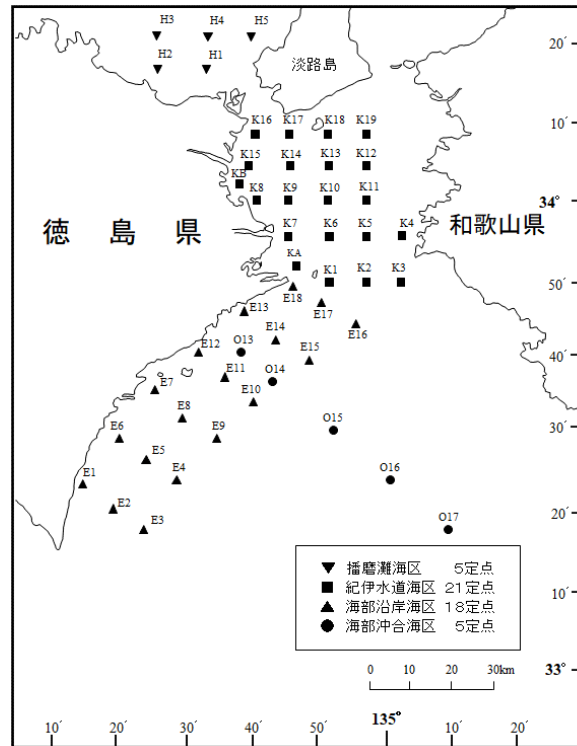 H3 H4 H5
20′
H2 H1
淡路島
10′
K16 K17 K18 K19
K15 K14 K13 K12
KB
K8 K9 K10 K11
34°
徳島県
和歌山県
K7 K6 K5 K4
KA
K1 K2 K3
50′
E18
E17
E13
E16
E14
E12 O13
E15
40′
E11 O14
E7
E10
E8
O15
30′
E6
E9
E5
E1 E4
O16
E2
20′
E3
O17
▼ 播磨灘海区 5定点
■ 紀伊水道海区 21定点
▲ 海部沿岸海区 18定点
● 海部沖合海区 5定点
10′
0 10 20 30km
33°
10′ 20′ 30′ 40′ 50′ 135° 10′ 20′